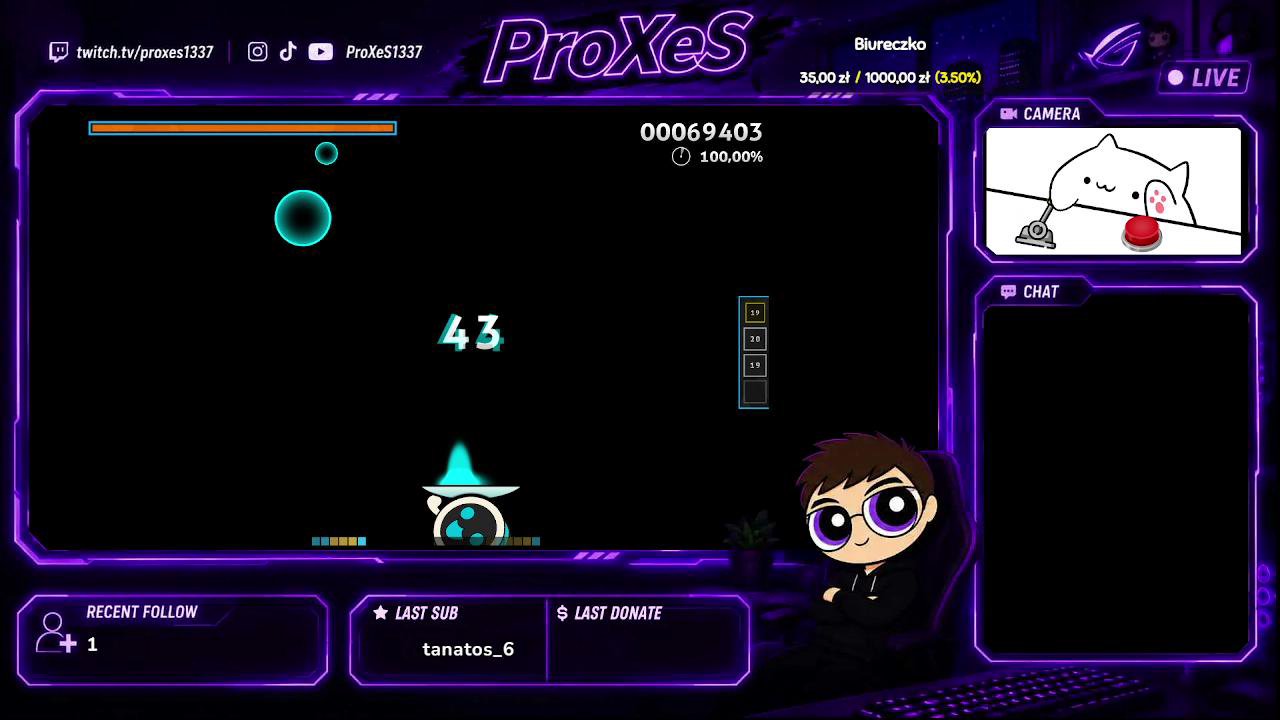 twitch.tv/proxes1337
ProXeS1337
ProXeS
Biureczko
35,00 zł / 1000,00 zł (3.50%)
LIVE
00069403
100,00%
43
19
20
19
CAMERA
CHAT
RECENT FOLLOW
1
LAST SUB
tanatos_6
LAST DONATE